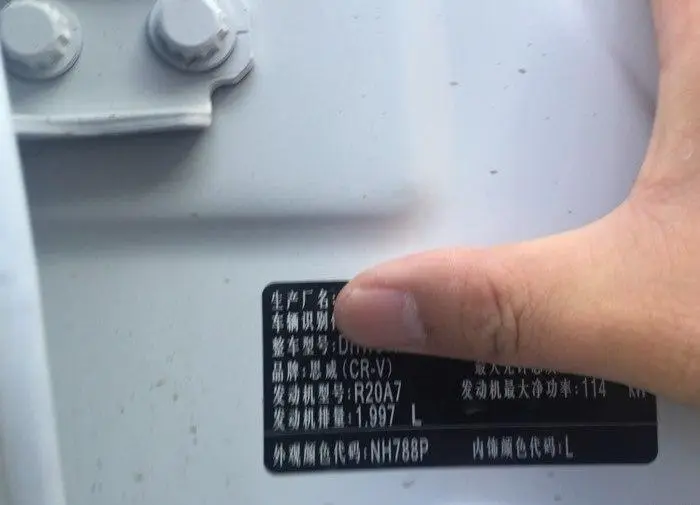 生产厂名
车辆识别
整车型号:DH
品牌:思威(CR-V)
发动机型号:R20A7 发动机最大净功率:114 kW
发动机排量:1,997 L
外观颜色代码:NH788P 内饰颜色代码:L